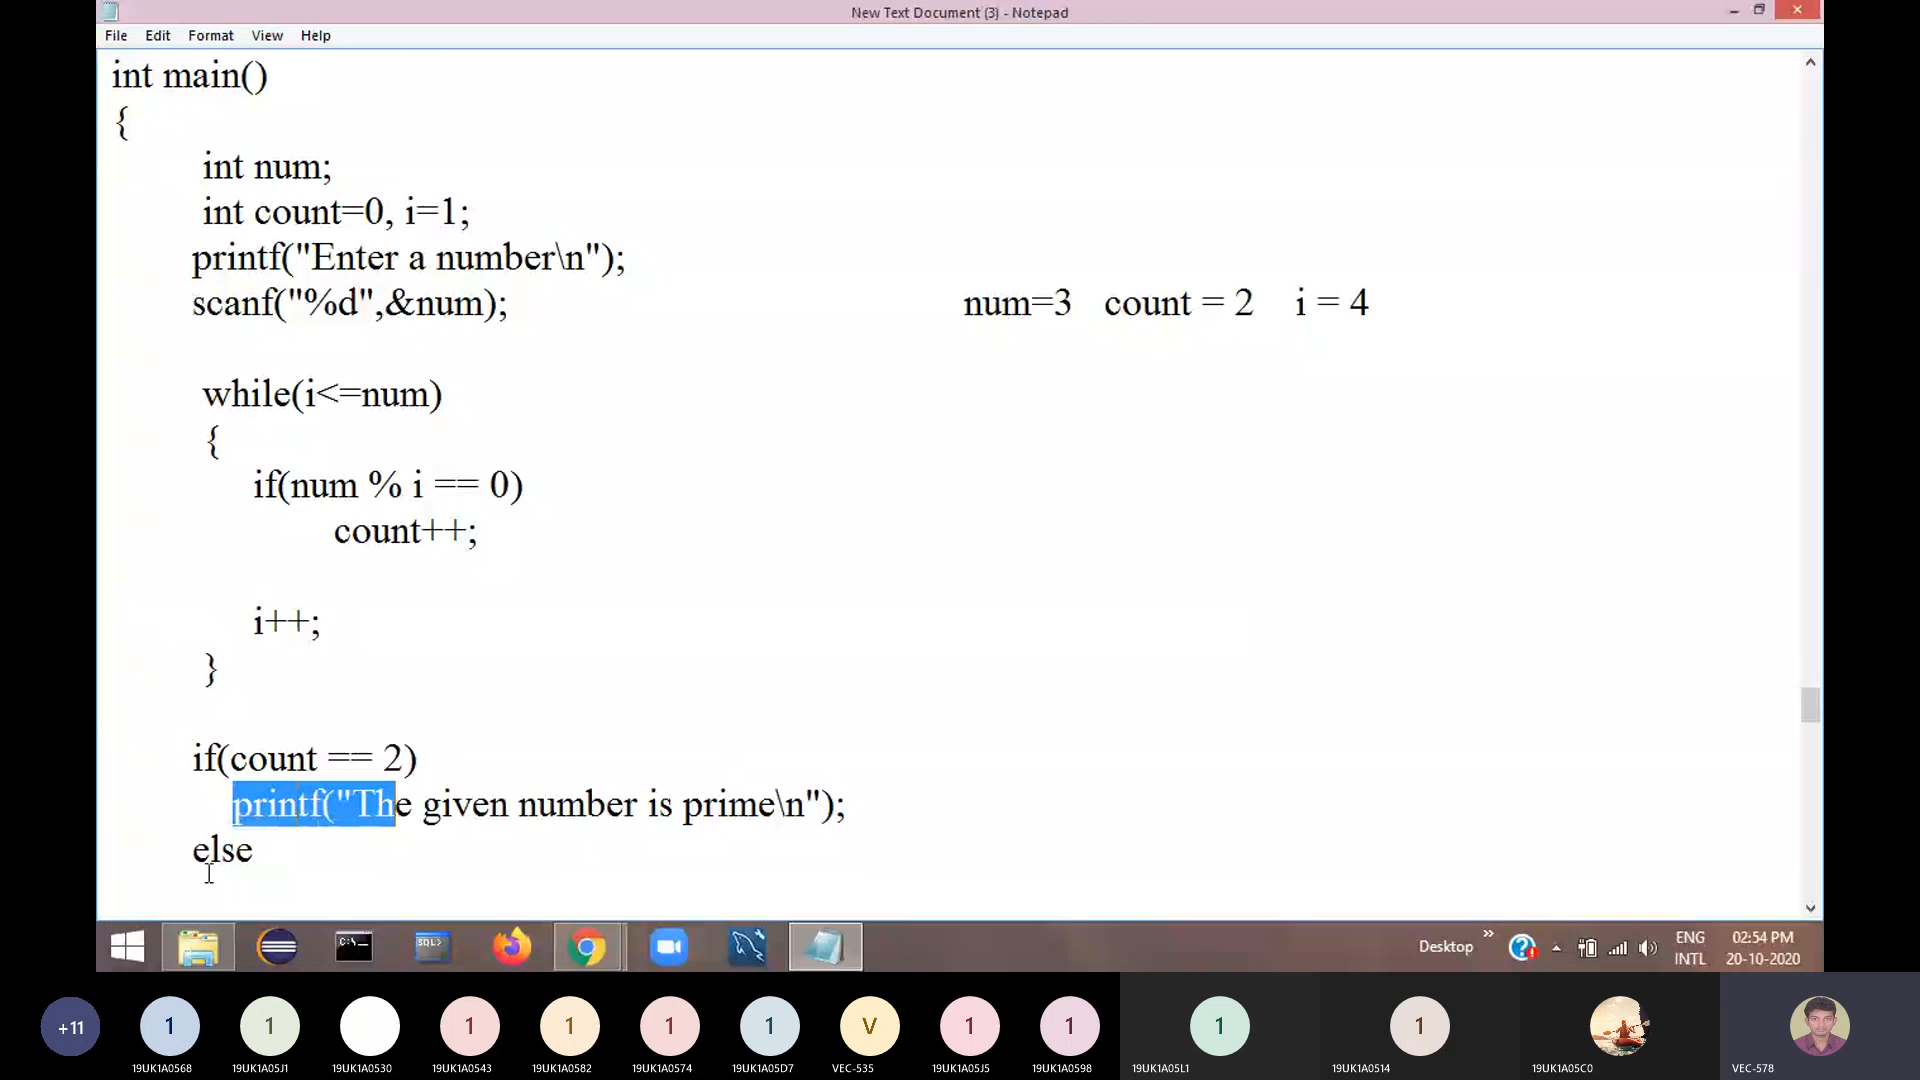 New Text Document (3) - Notepad
File Edit Format View Help
int main()
{
int num;
int count=0, i=1;
printf("Enter a number\n");
scanf("%d",&num); num=3 count = 2 i = 4
while(i<=num)
{
if(num % i == 0)
count++;
i++;
}
if(count == 2)
printf("The given number is prime\n");
else
C:\_ SQL> Desktop » ENG 02:54 PM
INTL 20-10-2020
+11 1 1 1 1 1 1 V 1 1 1 1
19UK1A0568 19UK1A05J1 19UK1A0530 19UK1A0543 19UK1A0582 19UK1A0574 19UK1A05D7 VEC-535 19UK1A05J5 19UK1A0598 19UK1A05L1 19UK1A0514 19UK1A05C0 VEC-578